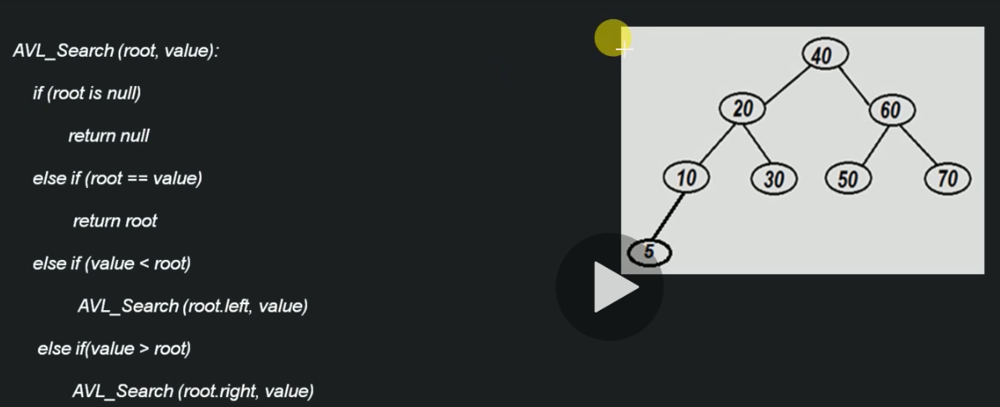 AVL_Search (root, value):
if (root is null)
return null
else if (root == value)
return root
else if (value < root)
AVL_Search (root.left, value)
else if(value > root)
AVL_Search (root.right, value)
40
20
60
10
30
50
70
5